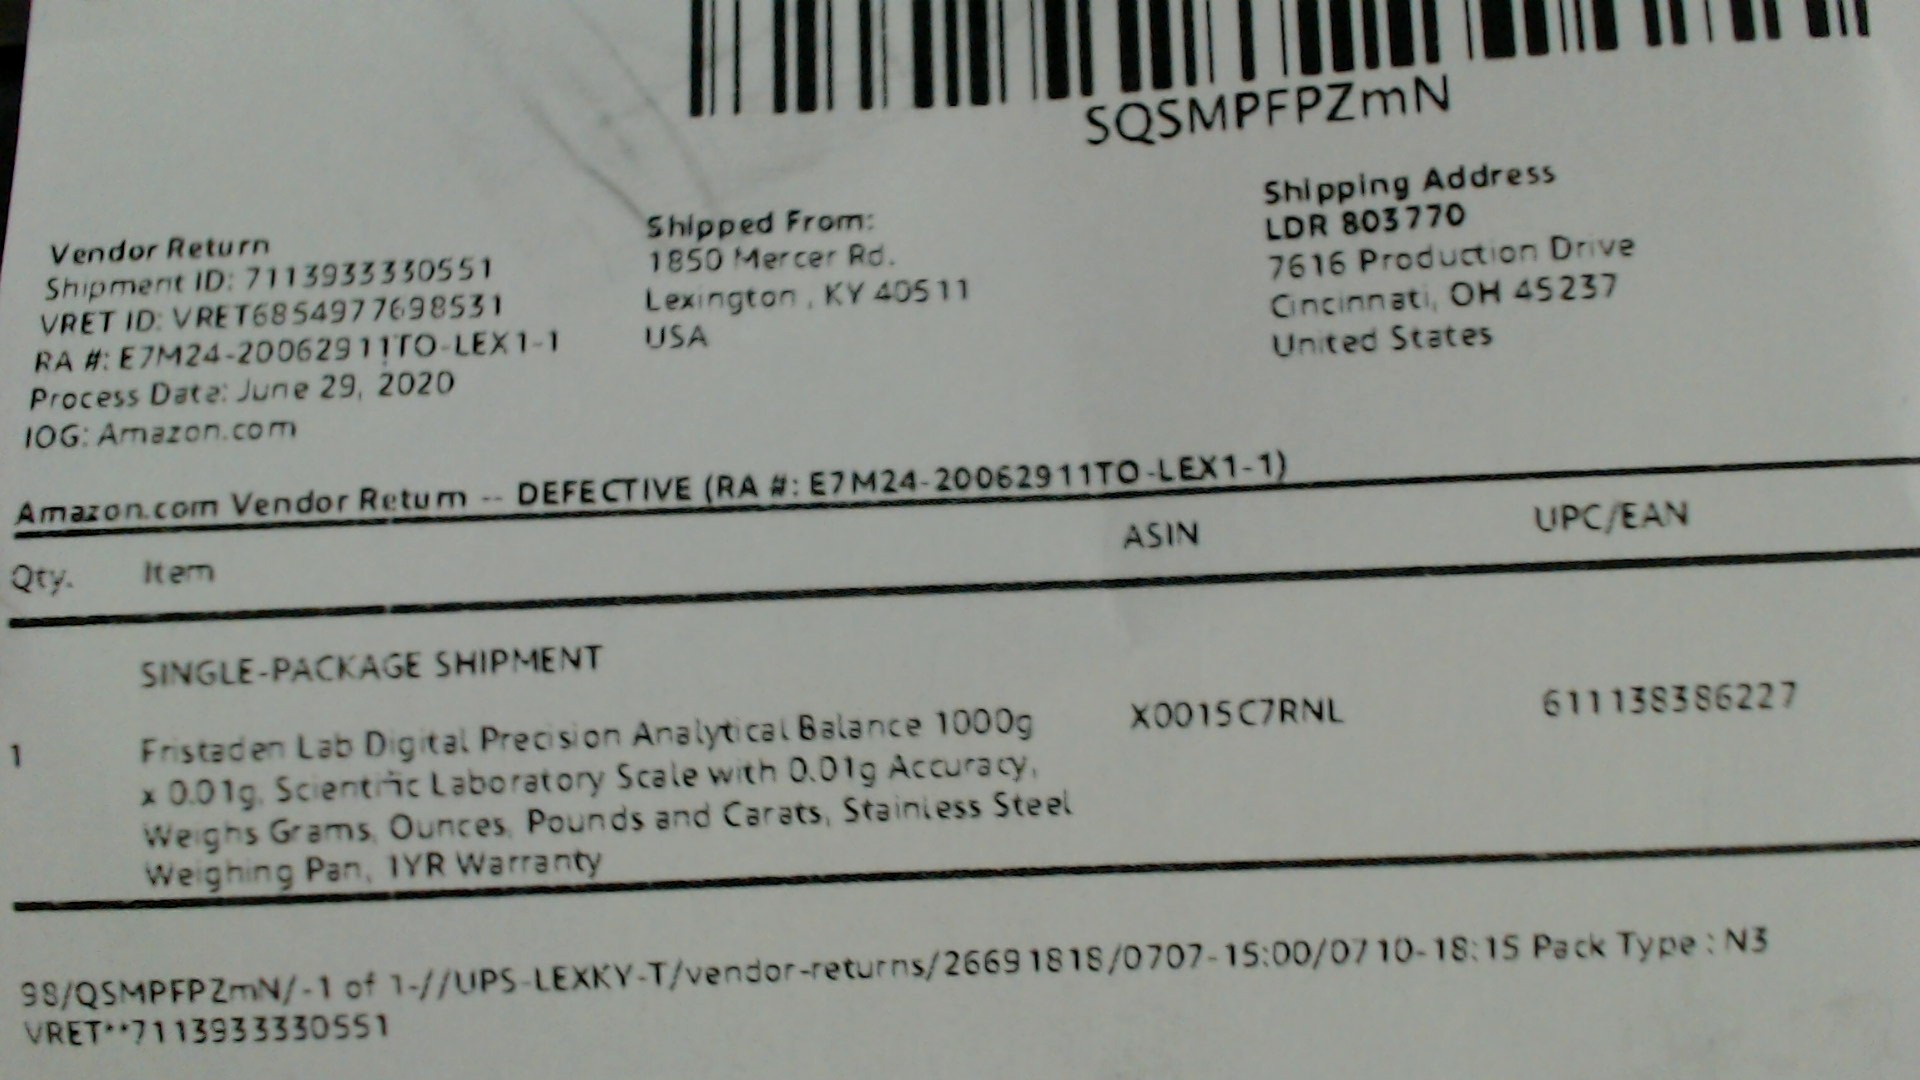 SQSMPFPZmN
Vendor Return
Shipment ID: 7113933330551
VRET ID: VRET6854977698531
RA #: E7M24-20062911TO-LEX1-1
Process Date: June 29, 2020
IOG: Amazon.com
Shipped From:
1850 Mercer Rd.
Lexington , KY 40511
USA
Shipping Address
LDR 803770
7616 Production Drive
Cincinnati, OH 45237
United States
Amazon.com Vendor Return -- DEFECTIVE (RA #: E7M24-20062911TO-LEX1-1)
Qty. Item ASIN UPC/EAN
SINGLE-PACKAGE SHIPMENT
1 Fristaden Lab Digital Precision Analytical Balance 1000g X0015C7RNL 611138386227
x 0.01g, Scientific Laboratory Scale with 0.01g Accuracy,
Weighs Grams, Ounces, Pounds and Carats, Stainless Steel
Weighing Pan, 1YR Warranty
98/QSMPFPZmN/-1 of 1-//UPS-LEXKY-T/vendor-returns/26691818/0707-15:00/0710-18:15 Pack Type : N3
VRET**7113933330551